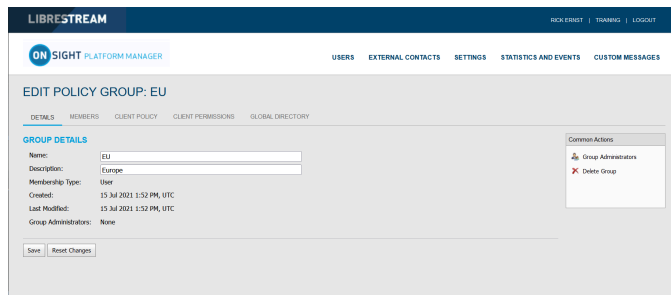 LIBRESTREAM
RICK ERNST | TRAINING | LOGOUT
ON SIGHT PLATFORM MANAGER
USERS EXTERNAL CONTACTS SETTINGS STATISTICS AND EVENTS CUSTOM MESSAGES
EDIT POLICY GROUP: EU
DETAILS MEMBERS CLIENT POLICY CLIENT PERMISSIONS GLOBAL DIRECTORY
GROUP DETAILS
Name: EU
Description: Europe
Membership Type: User
Created: 15 Jul 2021 1:52 PM, UTC
Last Modified: 15 Jul 2021 1:52 PM, UTC
Group Administrators: None
Save Reset Changes
Common Actions
Group Administrators
Delete Group